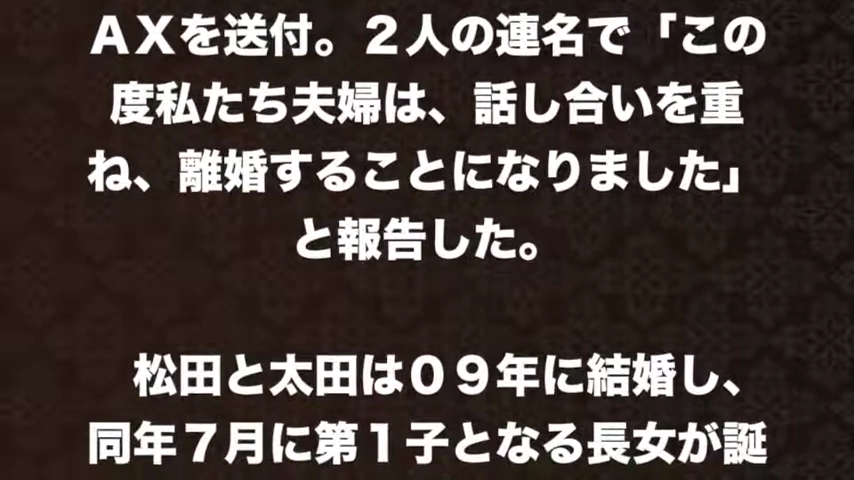 ＡＸを送付。２人の連名で「この
度私たち夫婦は、話し合いを重
ね、離婚することになりました」
と報告した。
松田と太田は０９年に結婚し、
同年７月に第１子となる長女が誕